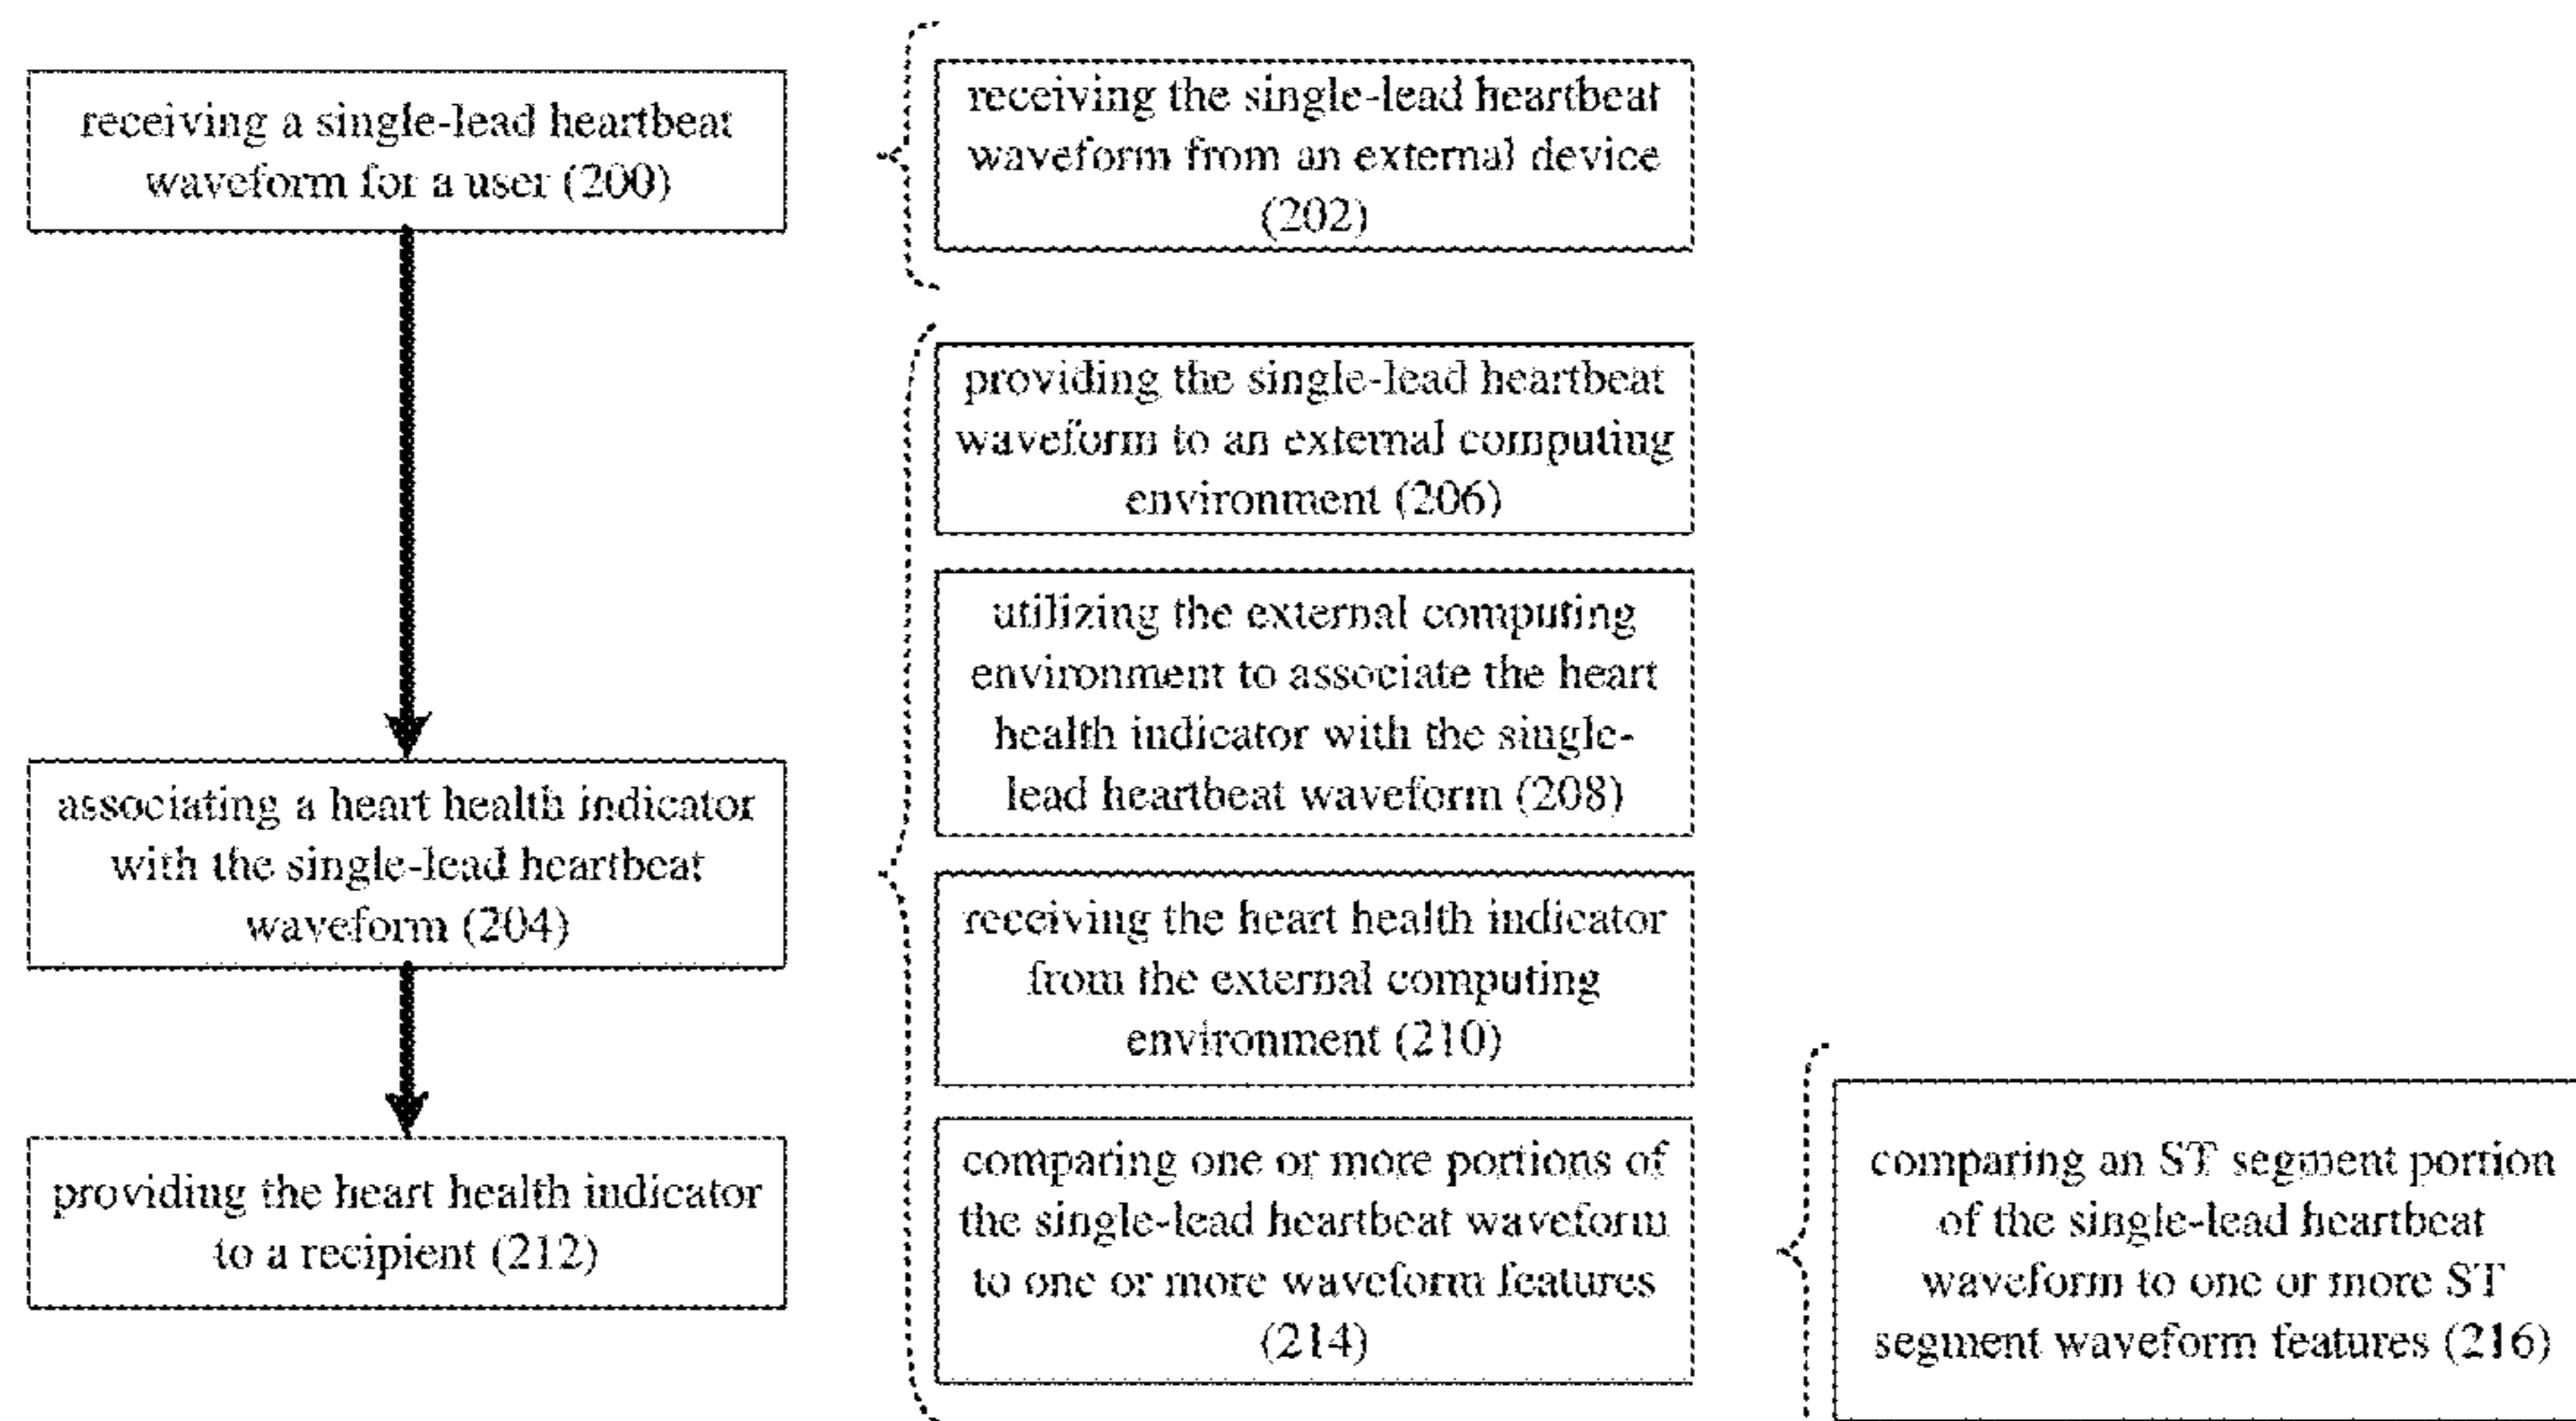 receiving a single-lead heartbeat
waveform for a user (200)
receiving the single-lead heartbeat
waveform from an external device
(202)
associating a heart health indicator
with the single-lead heartbeat
waveform (204)
providing the single-lead heartbeat
waveform to an external computing
environment (206)
utilizing the external computing
environment to associate the heart
health indicator with the single-
lead heartbeat waveform (208)
receiving the heart health indicator
from the external computing
environment (210)
providing the heart health indicator
to a recipient (212)
comparing one or more portions of
the single-lead heartbeat waveform
to one or more waveform features
(214)
comparing an ST segment portion
of the single-lead heartbeat
waveform to one or more ST
segment waveform features (216)